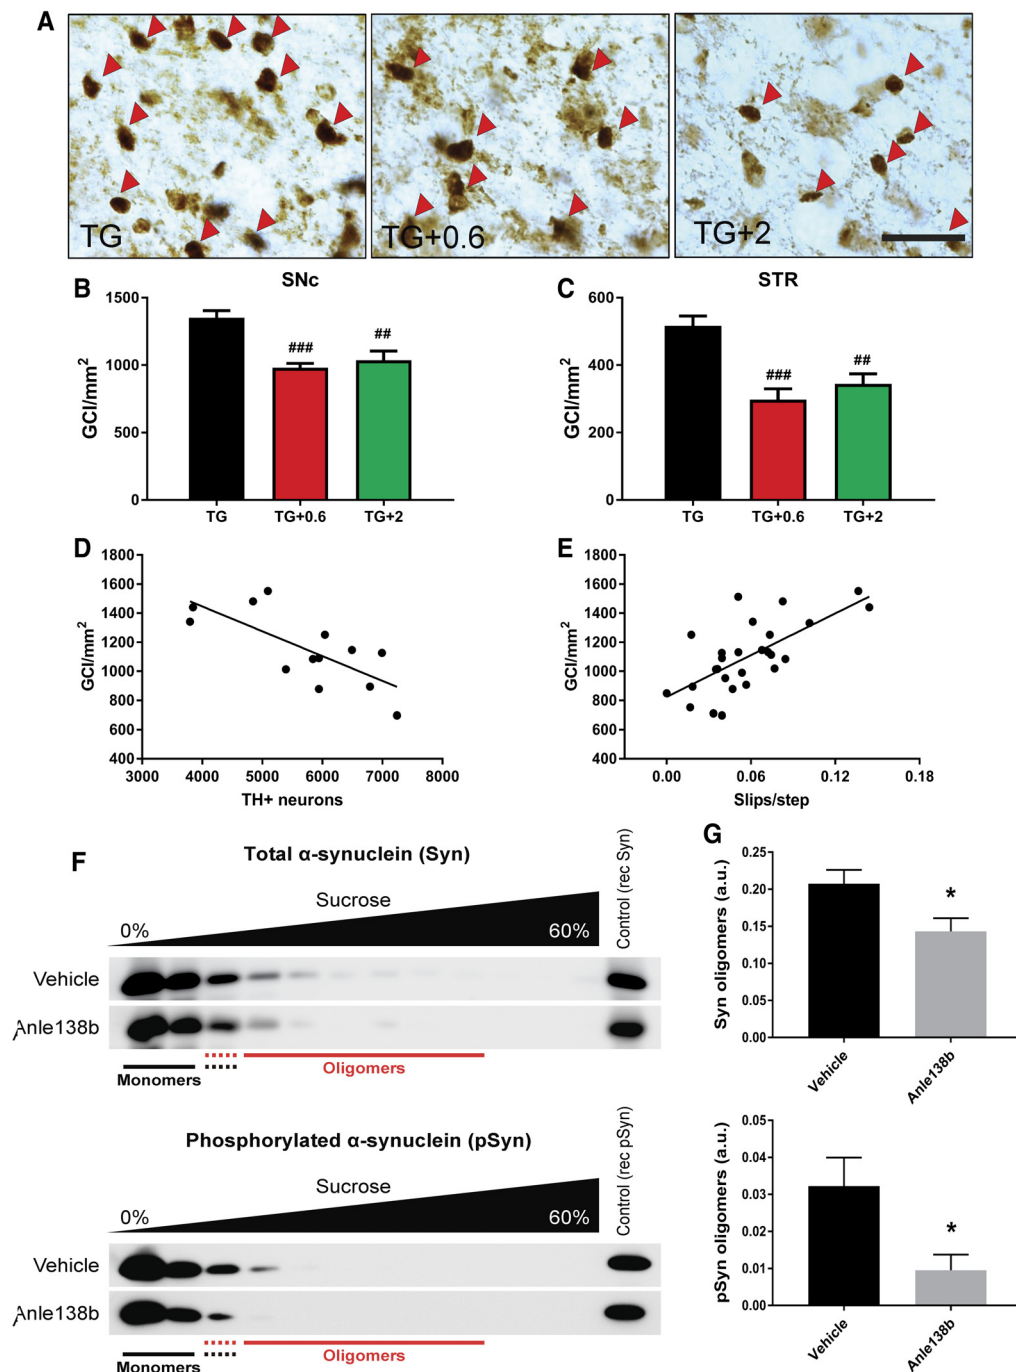 A
TG
TG+0.6
TG+2
B
SNc
GCI/mm²
1500
1000
500
0
###
##
TG
TG+0.6
TG+2
C
STR
GCI/mm²
600
400
200
0
###
##
TG
TG+0.6
TG+2
D
GCI/mm²
1800
1600
1400
1200
1000
800
600
400
3000
4000
5000
6000
7000
8000
TH+ neurons
E
GCI/mm²
1800
1600
1400
1200
1000
800
600
400
0.00
0.06
0.12
0.18
Slips/step
F
Total α-synuclein (Syn)
Sucrose
0%
60%
Control (rec Syn)
Vehicle
Anle138b
Monomers
Oligomers
Phosphorylated α-synuclein (pSyn)
Sucrose
0%
60%
Control (rec pSyn)
Vehicle
Anle138b
Monomers
Oligomers
G
Syn oligomers (a.u.)
0.25
0.20
0.15
0.10
0.05
0.00
*
Vehicle
Anle138b
pSyn oligomers (a.u.)
0.05
0.04
0.03
0.02
0.01
0.00
*
Vehicle
Anle138b